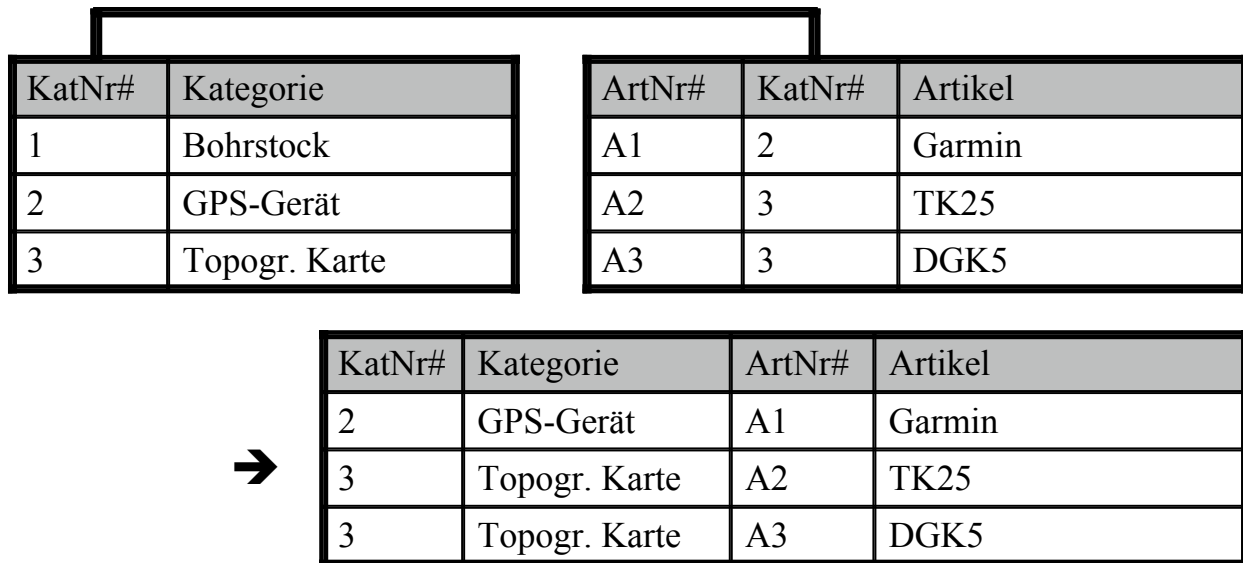 KatNr# Kategorie
1 Bohrstock
2 GPS-Gerät
3 Topogr. Karte
ArtNr# KatNr# Artikel
A1 2 Garmin
A2 3 TK25
A3 3 DGK5
KatNr# Kategorie ArtNr# Artikel
2 GPS-Gerät A1 Garmin
3 Topogr. Karte A2 TK25
3 Topogr. Karte A3 DGK5